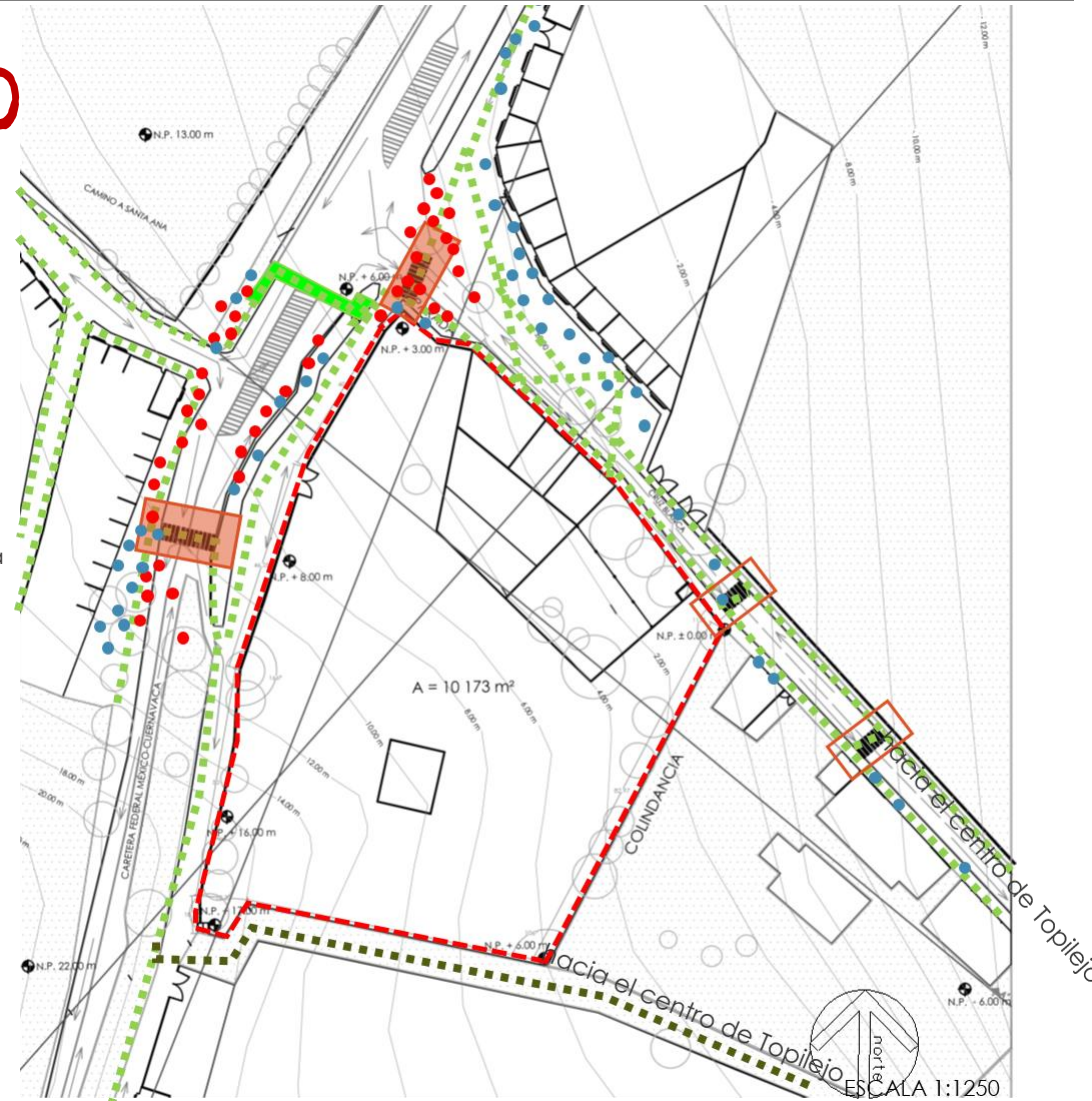 N.P. 13.00 m
CAMINO A SANTA ANA
12.00 m
10.00 m
8.00 m
4.00 m
2.00 m
N.P. + 6.00
N.P. + 3.00 m
a
N.P. + 8.00 m
N.P. ± 0.00
2.00 m
4.00 m
A = 10 173 m²
6.00 m
8.00 m
10.00 m
12.00 m
14.00 m
18.00 m
20.00 m
CARETERA FEDERAL MÉXICO-CUERNAVACA
COLINDANCIA
hacia el centro de Topilejo
N.P. + 16.00 m
N.P. + 17.00 m
N.P. + 6.00 m
N.P. 22.00 m
hacia el centro de Topilejo
N.P. - 6.00 m
norte
ESCALA 1:1250